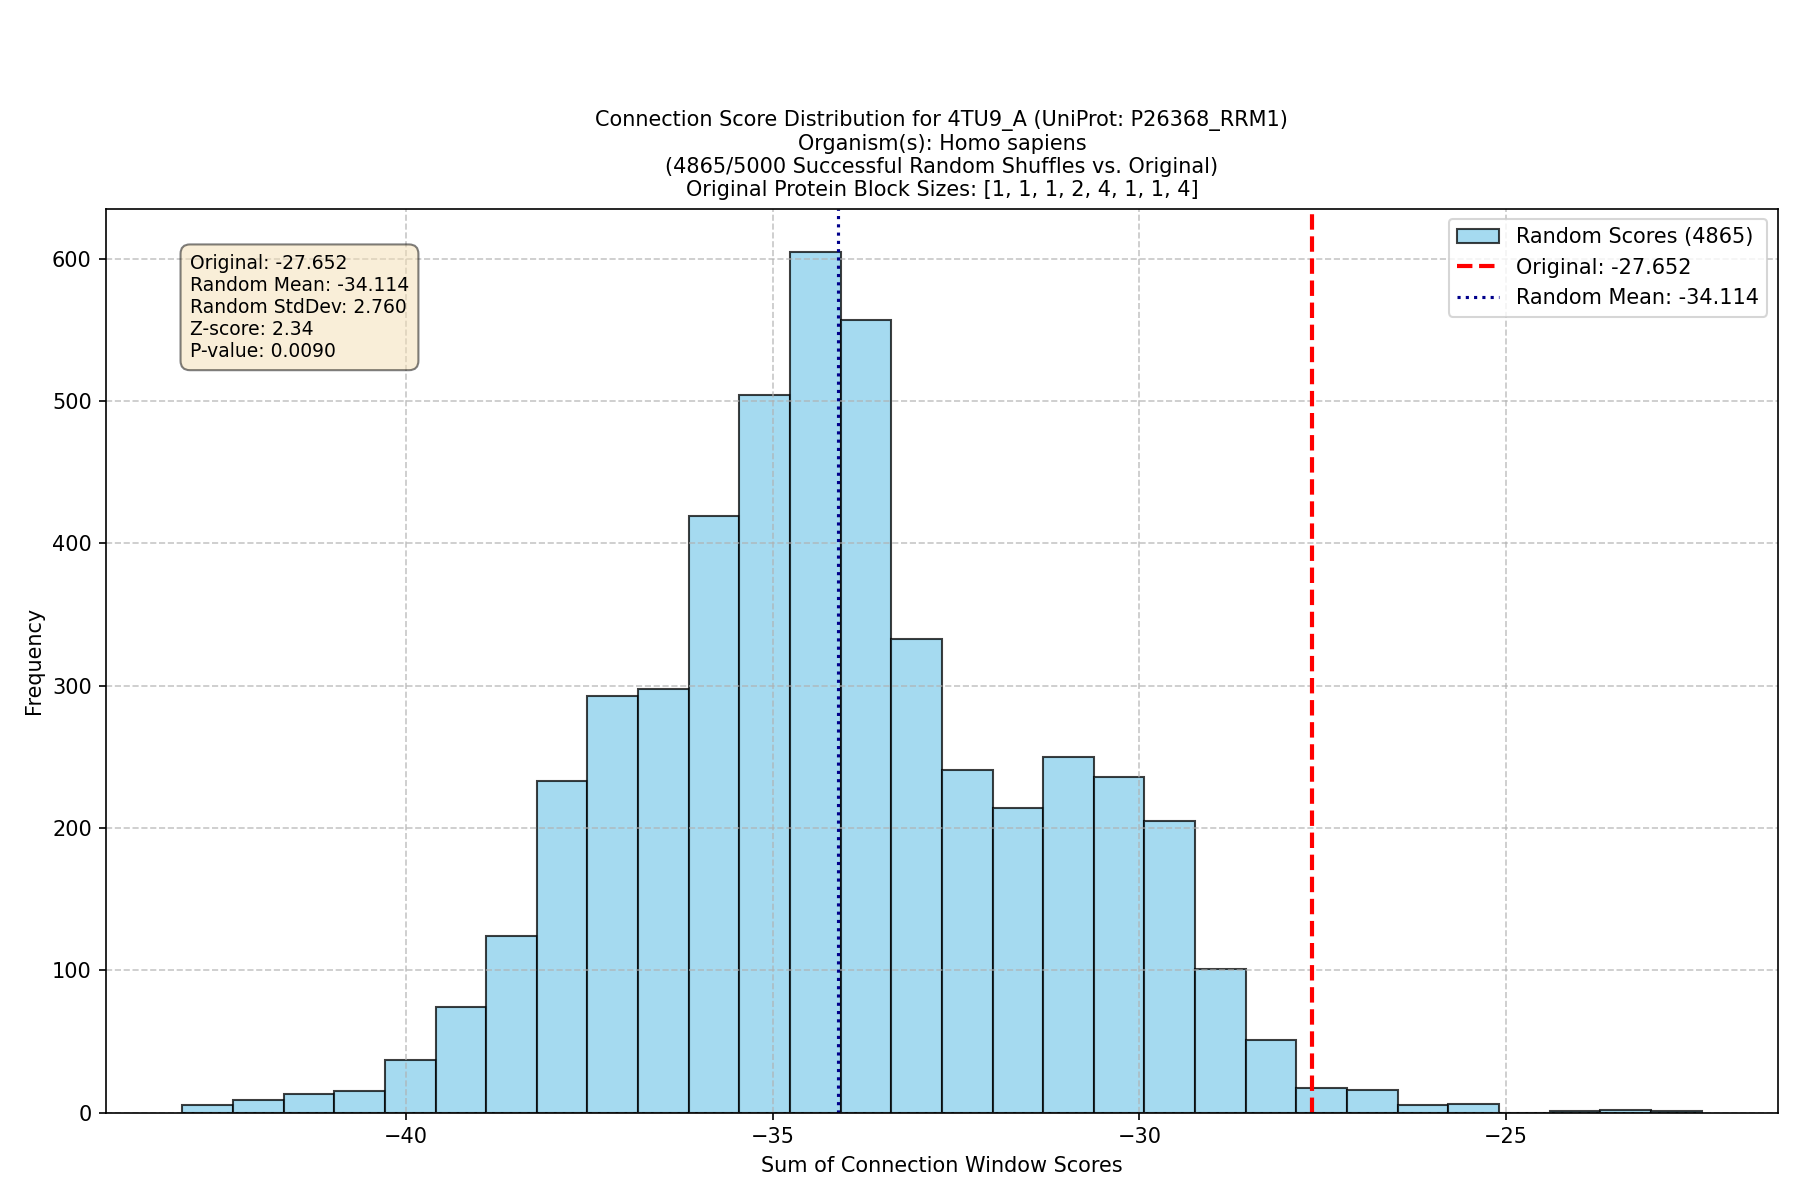 Connection Score Distribution for 4TU9_A (UniProt: P26368_RRM1)
Organism(s): Homo sapiens
(4865/5000 Successful Random Shuffles vs. Original)
Original Protein Block Sizes: [1, 1, 1, 2, 4, 1, 1, 4]
Original: -27.652
Random Mean: -34.114
Random StdDev: 2.760
Z-score: 2.34
P-value: 0.0090
Random Scores (4865)
Original: -27.652
Random Mean: -34.114
Frequency
600
500
400
300
200
100
0
−40
−35
−30
−25
Sum of Connection Window Scores